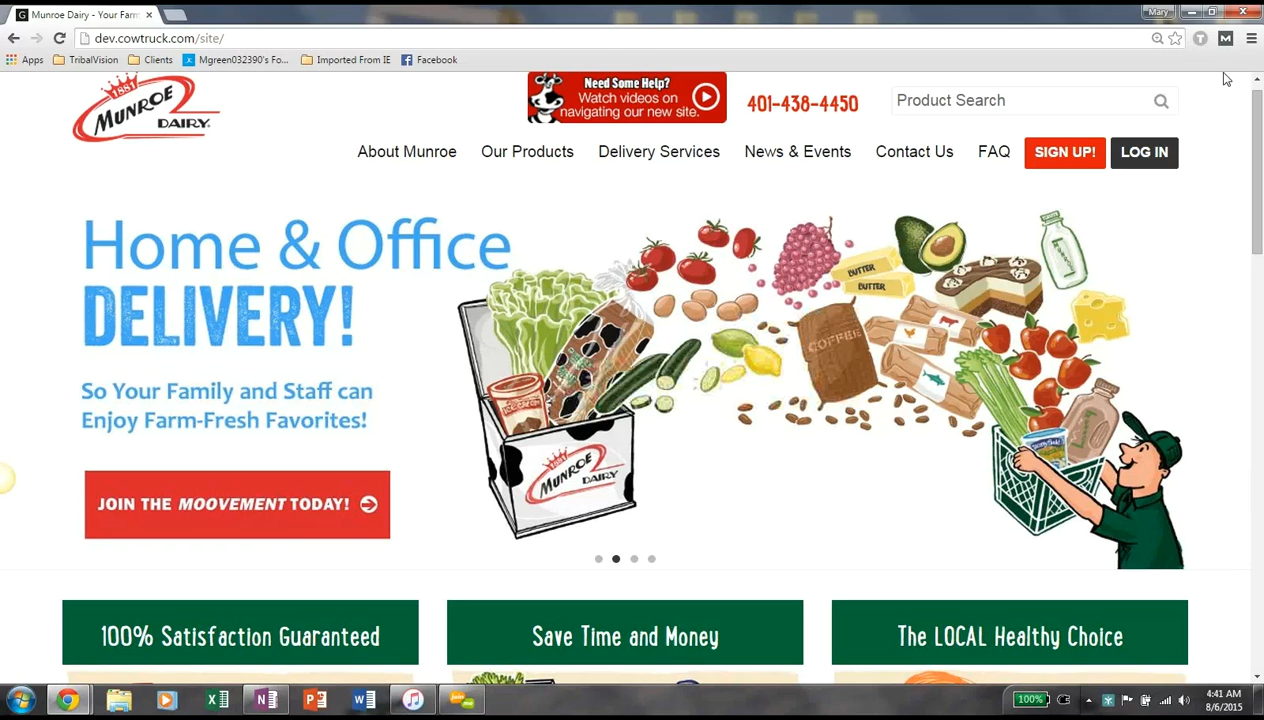 Munroe Dairy - Your Farm
Mary
dev.cowtruck.com/site/
Apps TribalVision Clients Mgreen032390's Fo... Imported From IE Facebook
1881
MUNROE
DAIRY
Need Some Help?
Watch videos on
navigating our new site.
401-438-4450
Product Search
About Munroe Our Products Delivery Services News & Events Contact Us FAQ SIGN UP! LOG IN
Home & Office
DELIVERY!
So Your Family and Staff can
Enjoy Farm-Fresh Favorites!
JOIN THE MOOVEMENT TODAY!
BUTTER
BUTTER
COFFEE
ICE CREAM
1881
MUNROE
DAIRY
100% Satisfaction Guaranteed
Save Time and Money
The LOCAL Healthy Choice
100%
4:41 AM
8/6/2015